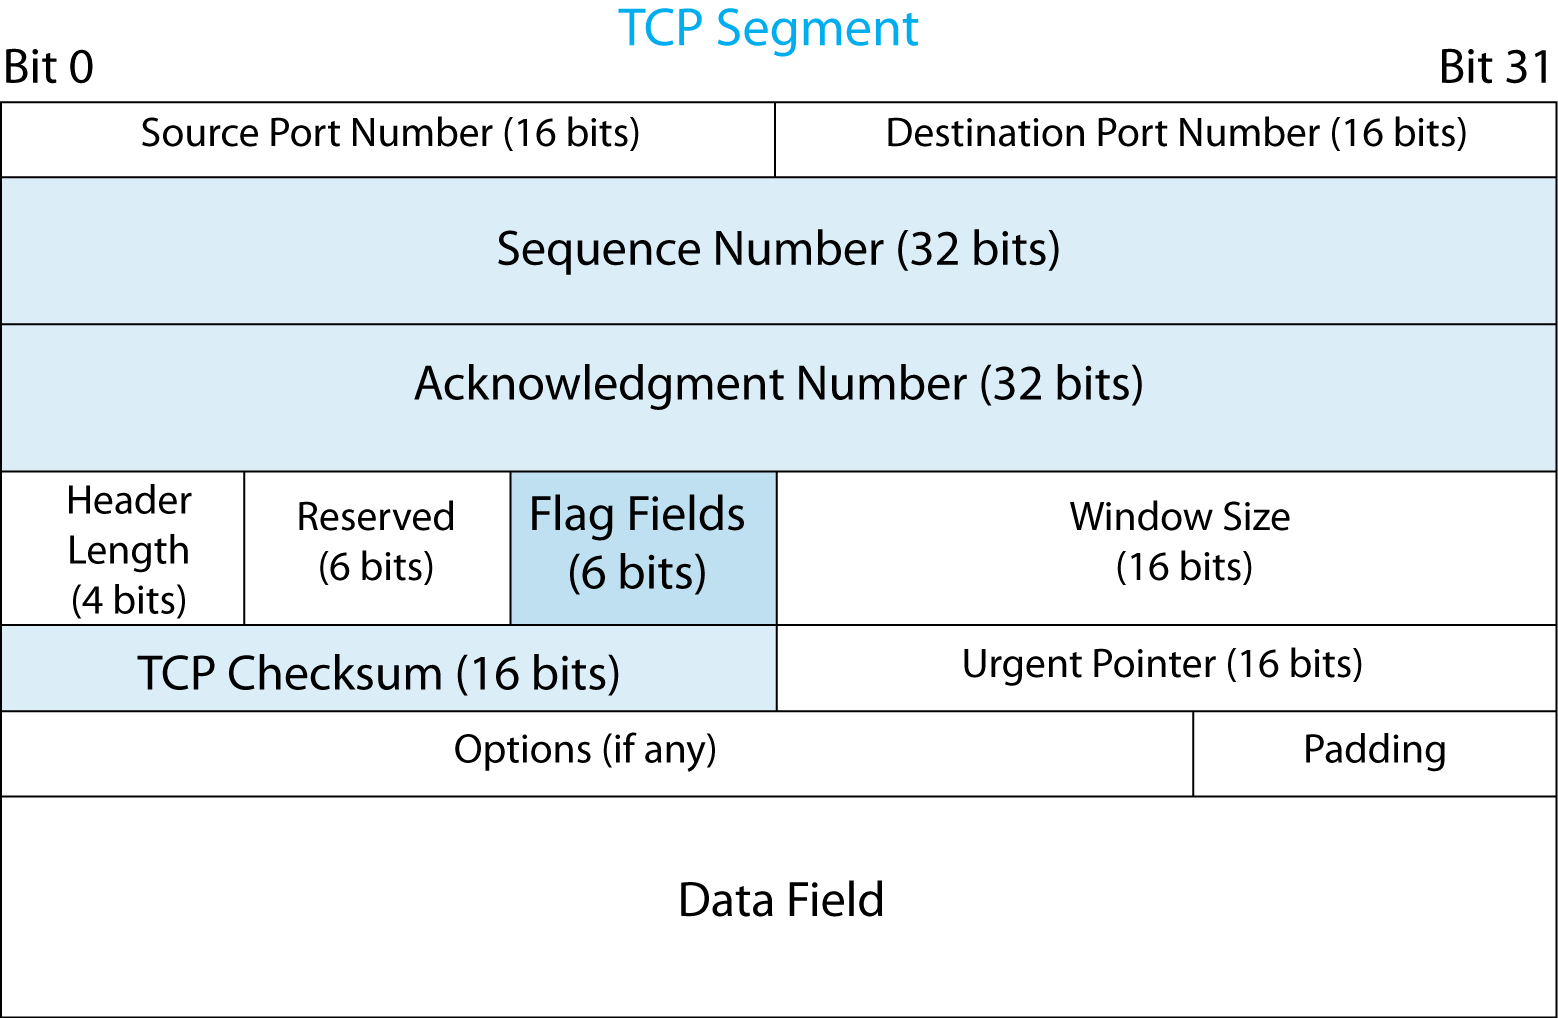 TCP Segment
Bit 0
Bit 31
Source Port Number (16 bits)
Destination Port Number (16 bits)
Sequence Number (32 bits)
Acknowledgment Number (32 bits)
Header
Length
(4 bits)
Reserved
(6 bits)
Flag Fields
(6 bits)
Window Size
(16 bits)
TCP Checksum (16 bits)
Urgent Pointer (16 bits)
Options (if any)
Padding
Data Field